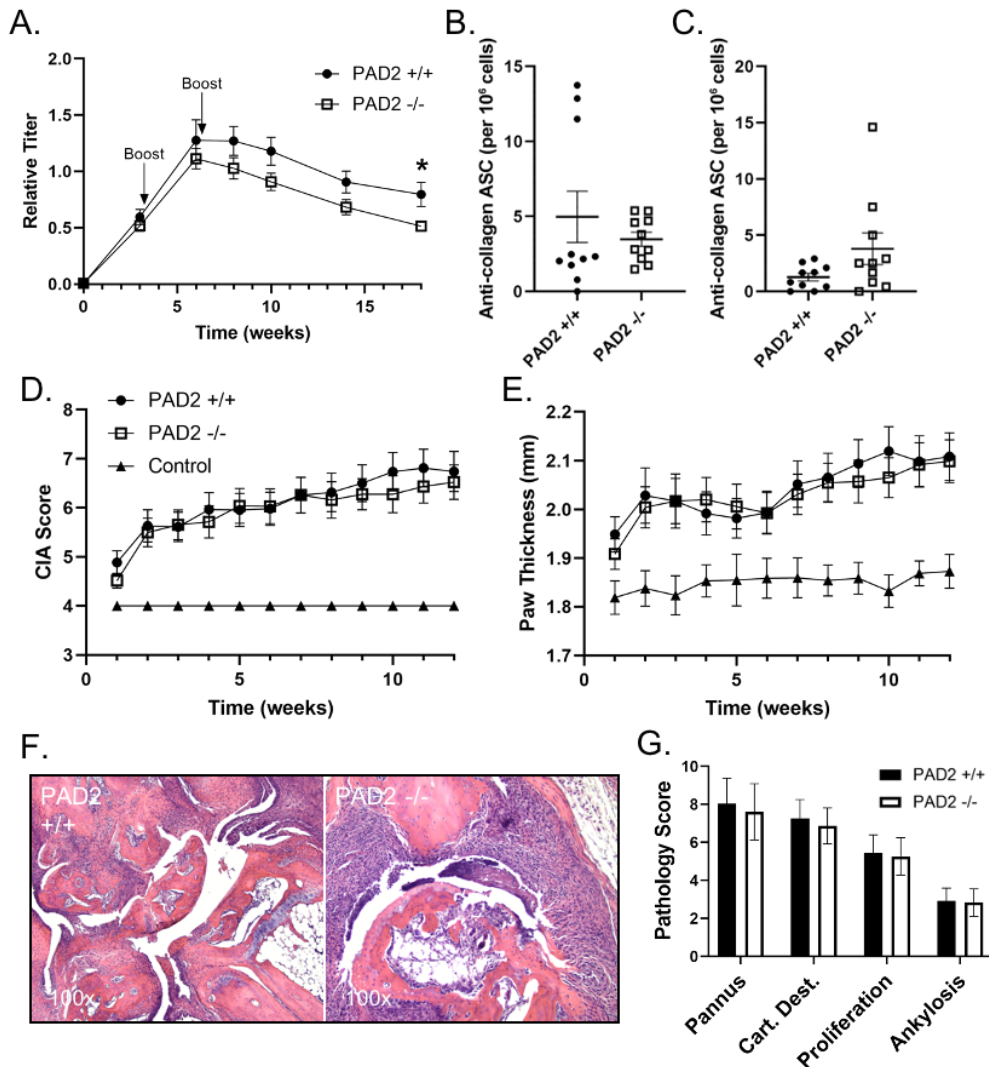 A.
Relative Titer
2.0
1.5
1.0
0.5
0.0
Boost
Boost
PAD2 +/+
PAD2 -/-
*
0 5 10 15
Time (weeks)
B.
Anti-collagen ASC (per 10⁶ cells)
15
10
5
0
PAD2 +/+
PAD2 -/-
C.
Anti-collagen ASC (per 10⁶ cells)
20
15
10
5
0
PAD2 +/+
PAD2 -/-
D.
PAD2 +/+
PAD2 -/-
Control
CIA Score
8
7
6
5
4
3
0 5 10
Time (weeks)
E.
Paw Thickness (mm)
2.2
2.1
2.0
1.9
1.8
1.7
0 5 10
Time (weeks)
F.
PAD2
+/+
100x
PAD2 -/-
100x
G.
PAD2 +/+
PAD2 -/-
Pathology Score
10
8
6
4
2
0
Pannus
Cart. Dest.
Proliferation
Ankylosis